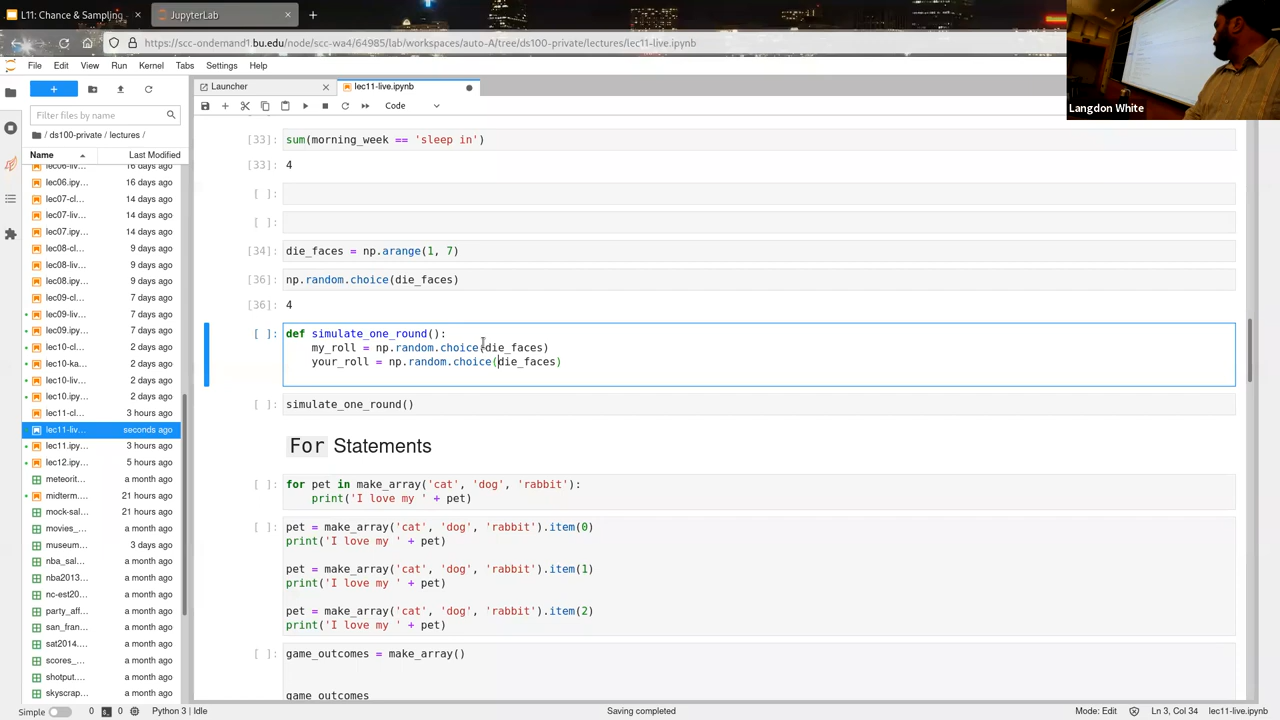 L11: Chance & Sampling
JupyterLab
https://scc-ondemand1.bu.edu/node/scc-wa4/64985/lab/workspaces/auto-A/tree/ds100-private/lectures/lec11-live.ipynb
Langdon White
File Edit View Run Kernel Tabs Settings Help
Launcher
lec11-live.ipynb
Code
Filter files by name
/ ds100-private / lectures /
Name Last Modified
lec06-liv... 16 days ago
lec06.ipy... 16 days ago
lec07-cl... 14 days ago
lec07-liv... 14 days ago
lec07.ipy... 14 days ago
lec08-cl... 9 days ago
lec08-liv... 9 days ago
lec08.ipy... 9 days ago
lec09-cl... 7 days ago
lec09-liv... 7 days ago
lec09.ipy... 7 days ago
lec10-cl... 2 days ago
lec10-ka... 2 days ago
lec10-liv... 2 days ago
lec10.ipy... 2 days ago
lec11-cl... 3 hours ago
lec11-liv... seconds ago
lec11.ipy... 3 hours ago
lec12.ipy... 5 hours ago
meteorit... a month ago
midterm.... 21 hours ago
mock-sal... 21 hours ago
movies_... a month ago
museum... 3 days ago
nba_sal... a month ago
nba2013... a month ago
nc-est20... a month ago
party_aff... a month ago
san_fran... a month ago
sat2014.... a month ago
scores_... a month ago
shotput.... a month ago
skyscrap... a month ago
[33]: sum(morning_week == 'sleep in')
[33]: 4
[ ]:
[ ]:
[34]: die_faces = np.arange(1, 7)
[36]: np.random.choice(die_faces)
[36]: 4
[ ]: def simulate_one_round():
my_roll = np.random.choice(die_faces)
your_roll = np.random.choice(die_faces)
[ ]: simulate_one_round()
For Statements
[ ]: for pet in make_array('cat', 'dog', 'rabbit'):
print('I love my ' + pet)
[ ]: pet = make_array('cat', 'dog', 'rabbit').item(0)
print('I love my ' + pet)
pet = make_array('cat', 'dog', 'rabbit').item(1)
print('I love my ' + pet)
pet = make_array('cat', 'dog', 'rabbit').item(2)
print('I love my ' + pet)
[ ]: game_outcomes = make_array()
game_outcomes
Simple 0 1 Python 3 | Idle Saving completed Mode: Edit Ln 3, Col 34 lec11-live.ipynb